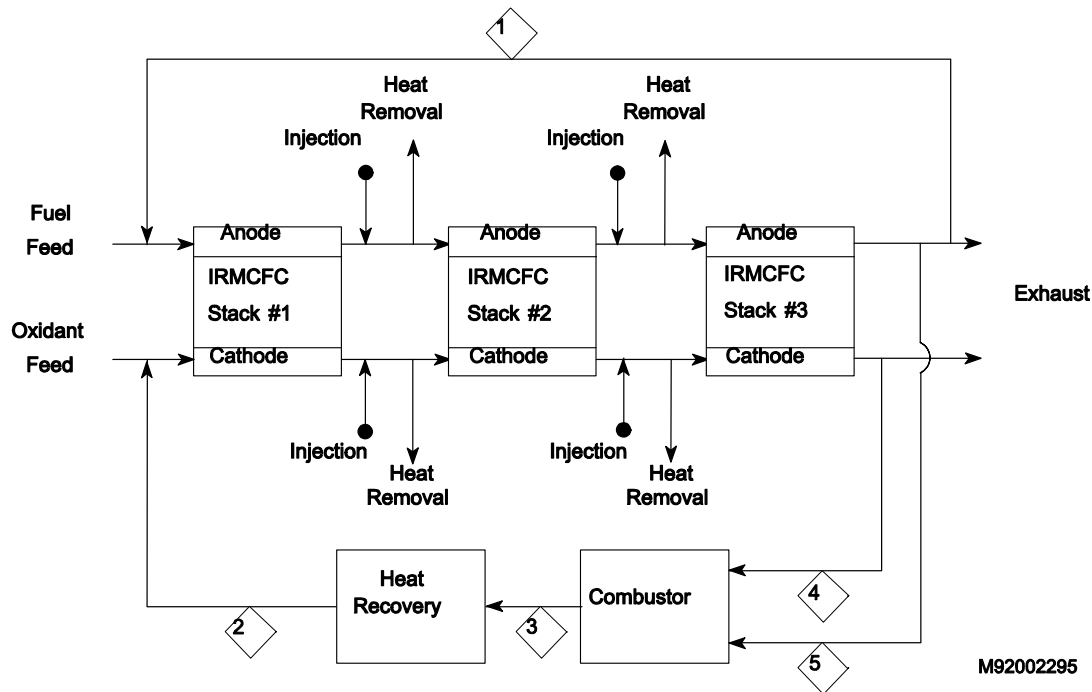 1
Heat
Removal
Heat
Removal
Injection
Injection
Fuel
Feed
Anode
Anode
Anode
IRMCFC
Stack #1
IRMCFC
Stack #2
IRMCFC
Stack #3
Exhaust
Oxidant
Feed
Cathode
Cathode
Cathode
Injection
Heat
Removal
Injection
Heat
Removal
Heat
Recovery
Combustor
4
2
3
5
M92002295